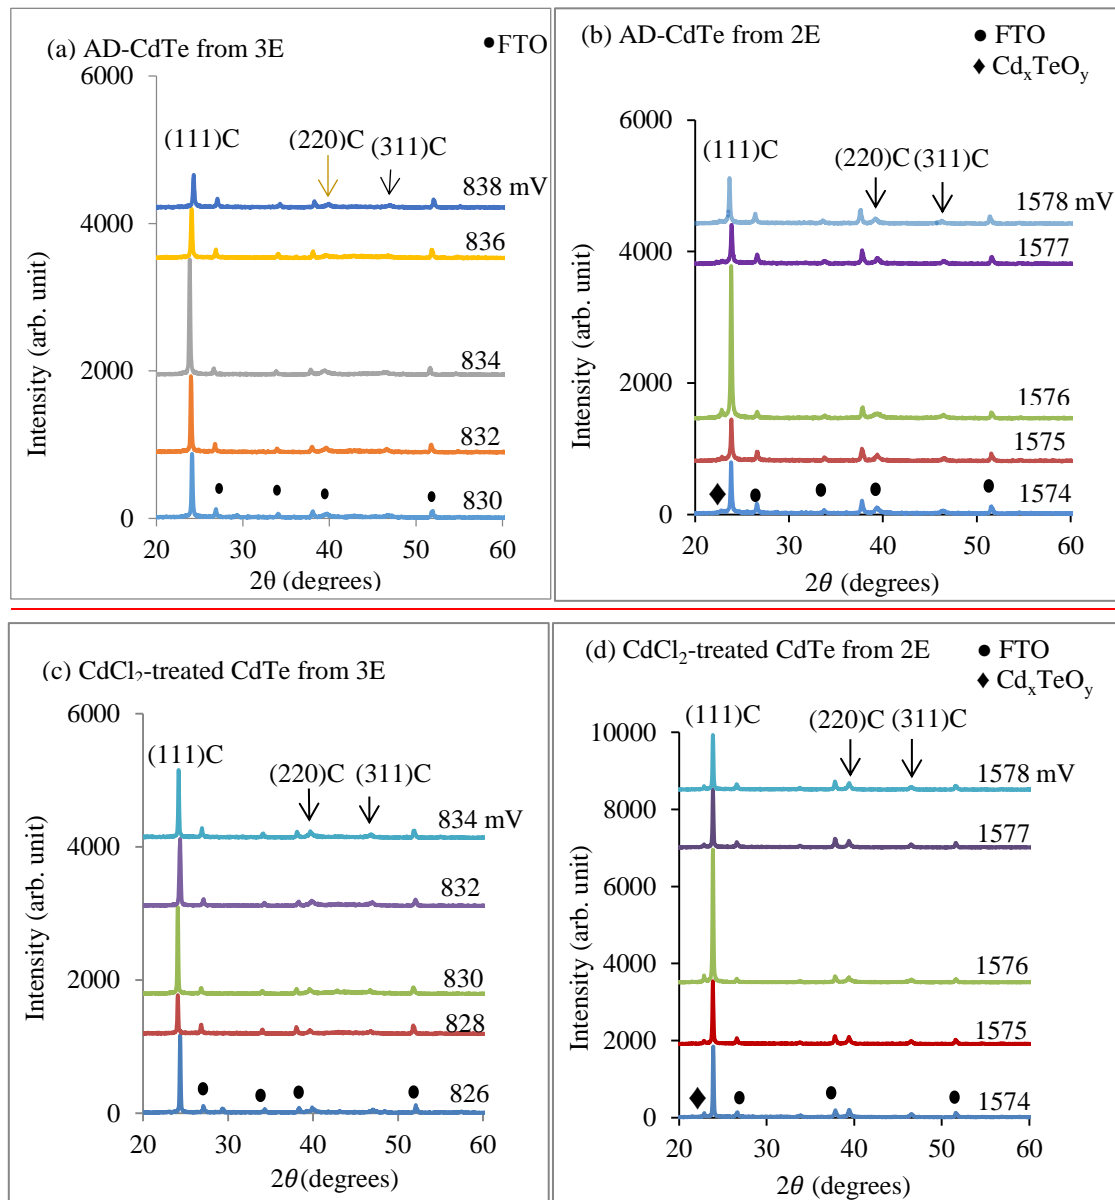 (a) AD-CdTe from 3E
●FTO
6000
4000
2000
0
Intensity (arb. unit)
(111)C
(220)C
(311)C
838 mV
836
834
832
830
20 30 40 50 60
2θ (degrees)
(b) AD-CdTe from 2E
● FTO
◆ CdₓTeOᵧ
6000
4000
2000
0
Intensity (arb. unit)
(111)C
(220)C
(311)C
1578 mV
1577
1576
1575
1574
20 30 40 50 60
2θ (degrees)
(c) CdCl₂-treated CdTe from 3E
6000
4000
2000
0
Intensity (arb. unit)
(111)C
(220)C
(311)C
834 mV
832
830
828
826
20 30 40 50 60
2θ(degrees)
(d) CdCl₂-treated CdTe from 2E
● FTO
◆ CdₓTeOᵧ
10000
8000
6000
4000
2000
0
Intensity (arb. unit)
(111)C
(220)C
(311)C
1578 mV
1577
1576
1575
1574
20 30 40 50 60
2θ (degrees)